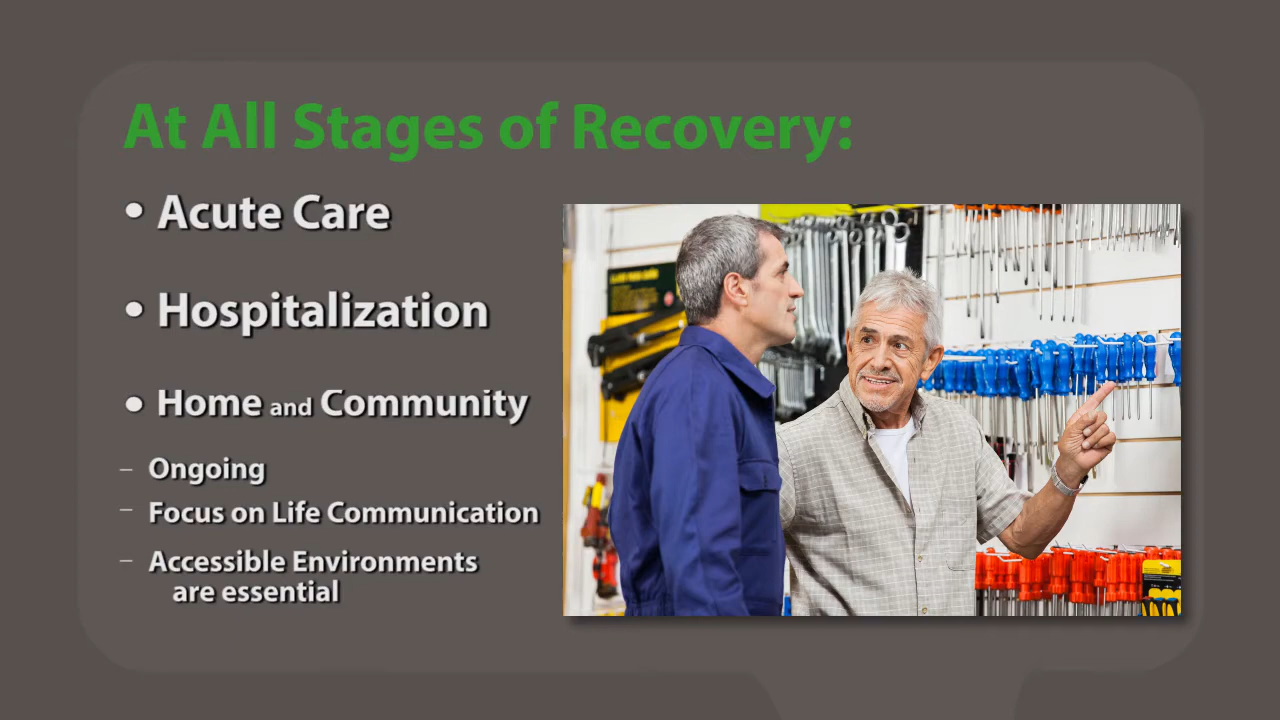 At All Stages of Recovery:
• Acute Care
• Hospitalization
• Home and Community
– Ongoing
– Focus on Life Communication
– Accessible Environments
are essential